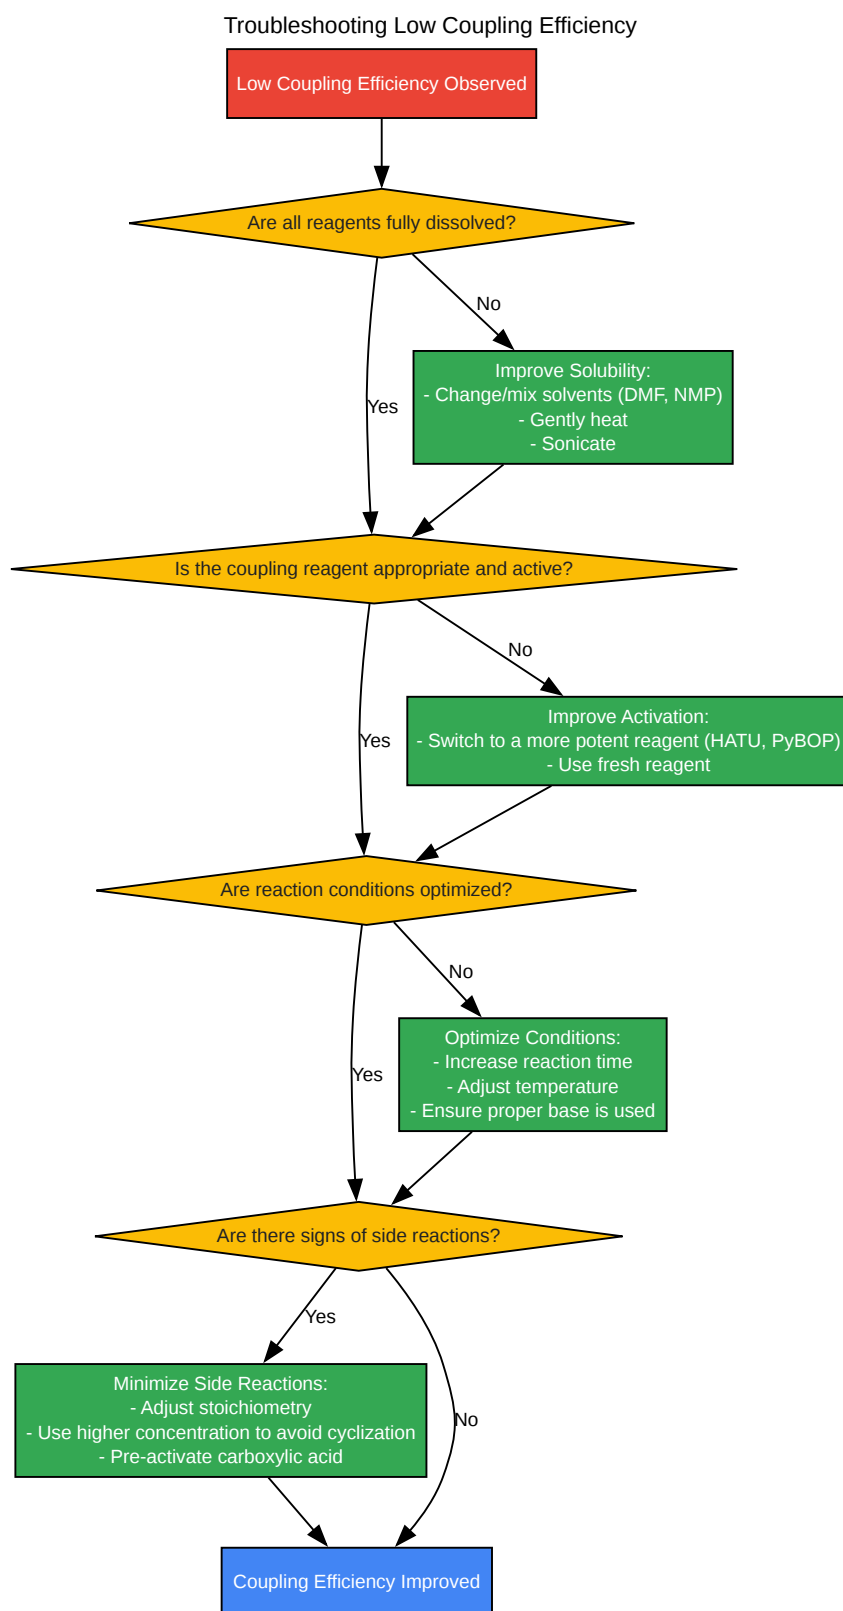 Troubleshooting Low Coupling Efficiency
Low Coupling Efficiency Observed
Are all reagents fully dissolved?
No
Improve Solubility:
- Change/mix solvents (DMF, NMP)
- Gently heat
- Sonicate
Yes
Is the coupling reagent appropriate and active?
No
Improve Activation:
- Switch to a more potent reagent (HATU, PyBOP)
- Use fresh reagent
Yes
Are reaction conditions optimized?
No
Optimize Conditions:
- Increase reaction time
- Adjust temperature
- Ensure proper base is used
Yes
Are there signs of side reactions?
Yes
Minimize Side Reactions:
- Adjust stoichiometry
- Use higher concentration to avoid cyclization
- Pre-activate carboxylic acid
No
Coupling Efficiency Improved